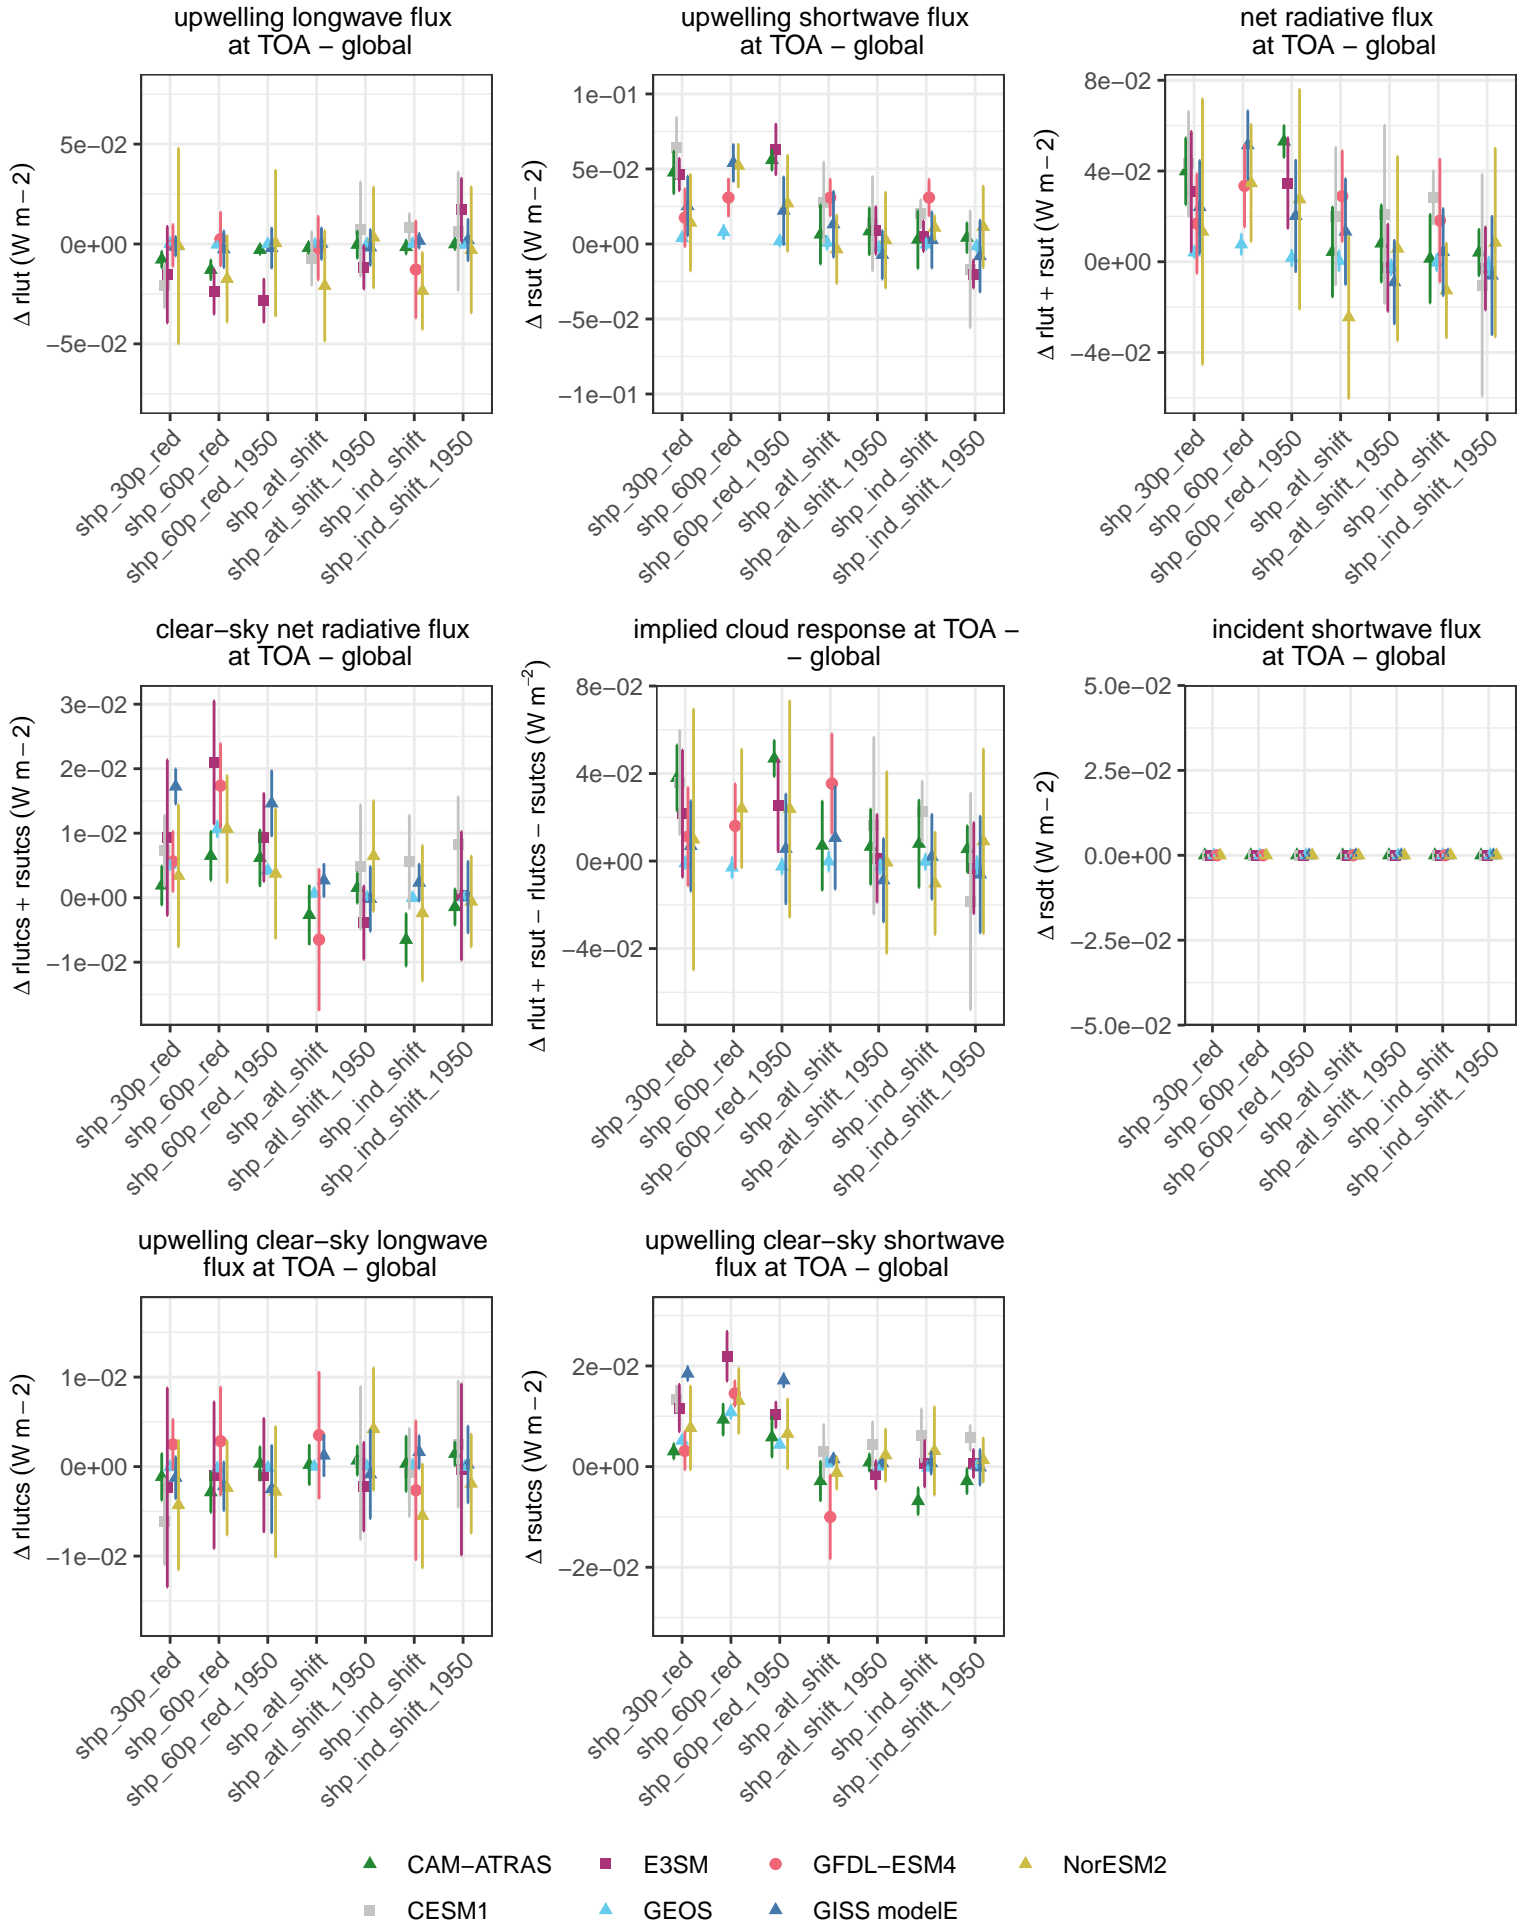 upwelling longwave flux
at TOA − global
Δ rlut (W m − 2)
5e−02
0e+00
−5e−02
shp_30p_red
shp_60p_red
shp_60p_red_1950
shp_atl_shift
shp_atl_shift_1950
shp_ind_shift
shp_ind_shift_1950
upwelling shortwave flux
at TOA − global
Δ rsut (W m − 2)
1e−01
5e−02
0e+00
−5e−02
−1e−01
shp_30p_red
shp_60p_red
shp_60p_red_1950
shp_atl_shift
shp_atl_shift_1950
shp_ind_shift
shp_ind_shift_1950
net radiative flux
at TOA − global
Δ rlut + rsut (W m − 2)
8e−02
4e−02
0e+00
−4e−02
shp_30p_red
shp_60p_red
shp_60p_red_1950
shp_atl_shift
shp_atl_shift_1950
shp_ind_shift
shp_ind_shift_1950
clear−sky net radiative flux
at TOA − global
Δ rlutcs + rsutcs (W m − 2)
3e−02
2e−02
1e−02
0e+00
−1e−02
shp_30p_red
shp_60p_red
shp_60p_red_1950
shp_atl_shift
shp_atl_shift_1950
shp_ind_shift
shp_ind_shift_1950
implied cloud response at TOA −
− global
Δ rlut + rsut − rlutcs − rsutcs (W m⁻²)
8e−02
4e−02
0e+00
−4e−02
shp_30p_red
shp_60p_red
shp_60p_red_1950
shp_atl_shift
shp_atl_shift_1950
shp_ind_shift
shp_ind_shift_1950
incident shortwave flux
at TOA − global
Δ rsdt (W m − 2)
5.0e−02
2.5e−02
0.0e+00
−2.5e−02
−5.0e−02
shp_30p_red
shp_60p_red
shp_60p_red_1950
shp_atl_shift
shp_atl_shift_1950
shp_ind_shift
shp_ind_shift_1950
upwelling clear−sky longwave
flux at TOA − global
Δ rlutcs (W m − 2)
1e−02
0e+00
−1e−02
shp_30p_red
shp_60p_red
shp_60p_red_1950
shp_atl_shift
shp_atl_shift_1950
shp_ind_shift
shp_ind_shift_1950
upwelling clear−sky shortwave
flux at TOA − global
Δ rsutcs (W m − 2)
2e−02
0e+00
−2e−02
shp_30p_red
shp_60p_red
shp_60p_red_1950
shp_atl_shift
shp_atl_shift_1950
shp_ind_shift
shp_ind_shift_1950
CAM−ATRAS E3SM GFDL−ESM4 NorESM2
CESM1 GEOS GISS modelE